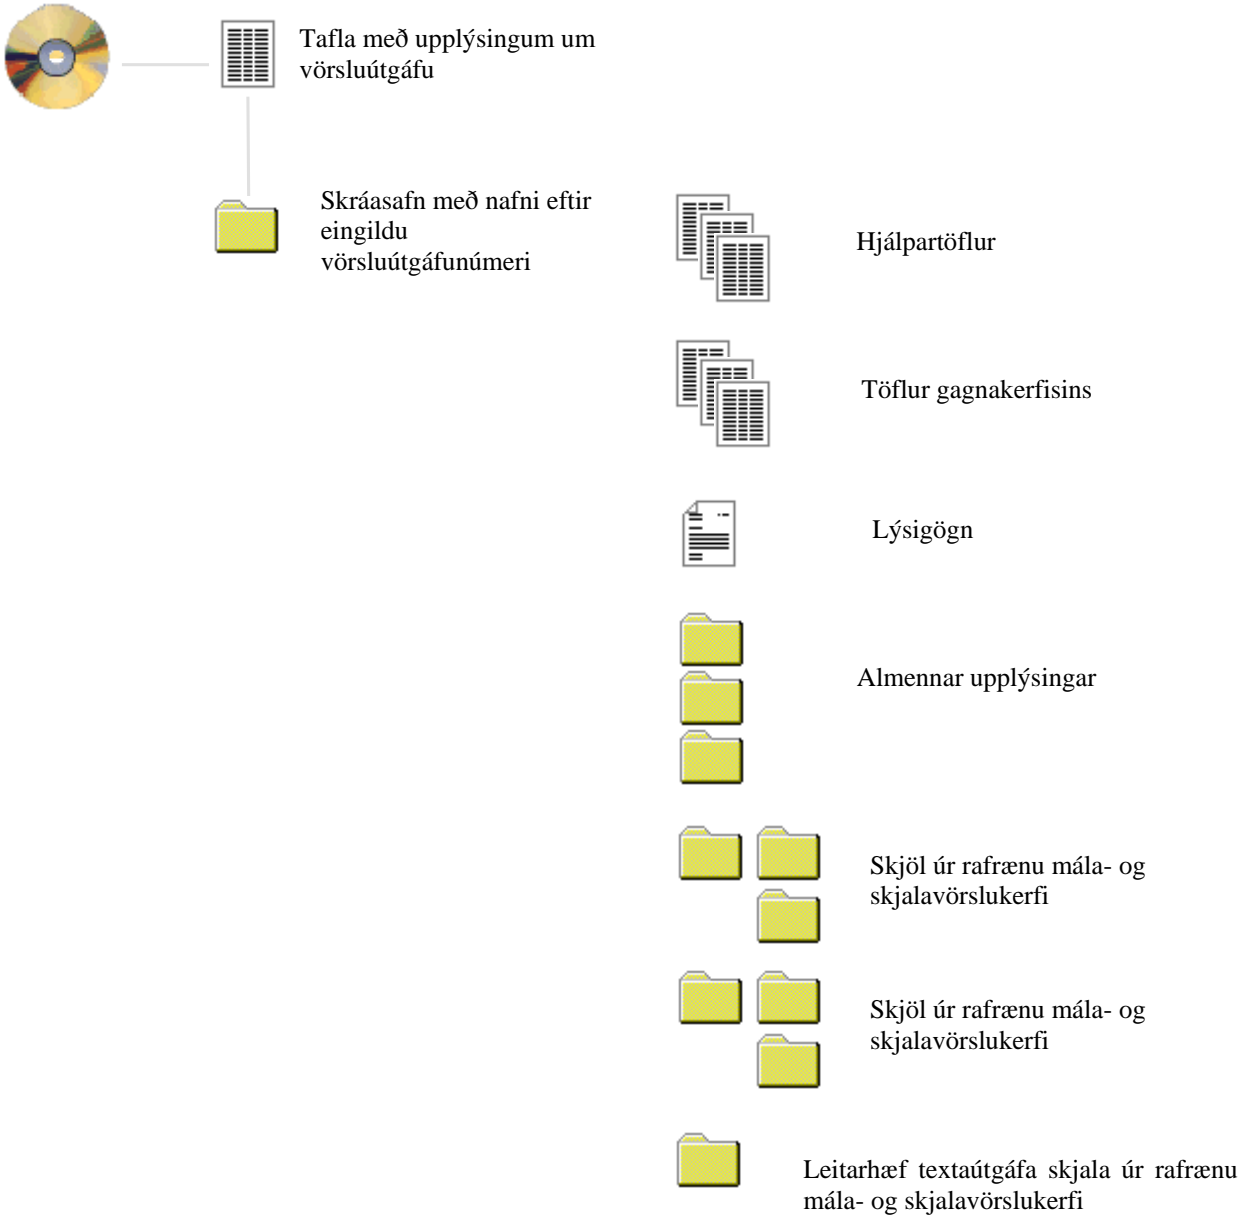 Tafla með upplýsingum um
vörsluútgáfu
Skráasafn með nafni eftir
eingildu
vörsluútgáfunúmeri
Hjálpartöflur
Töflur gagnakerfisins
Lýsigögn
Almennar upplýsingar
Skjöl úr rafrænu mála- og
skjalavörslukerfi
Skjöl úr rafrænu mála- og
skjalavörslukerfi
Leitarhæf textaútgáfa skjala úr rafrænu
mála- og skjalavörslukerfi